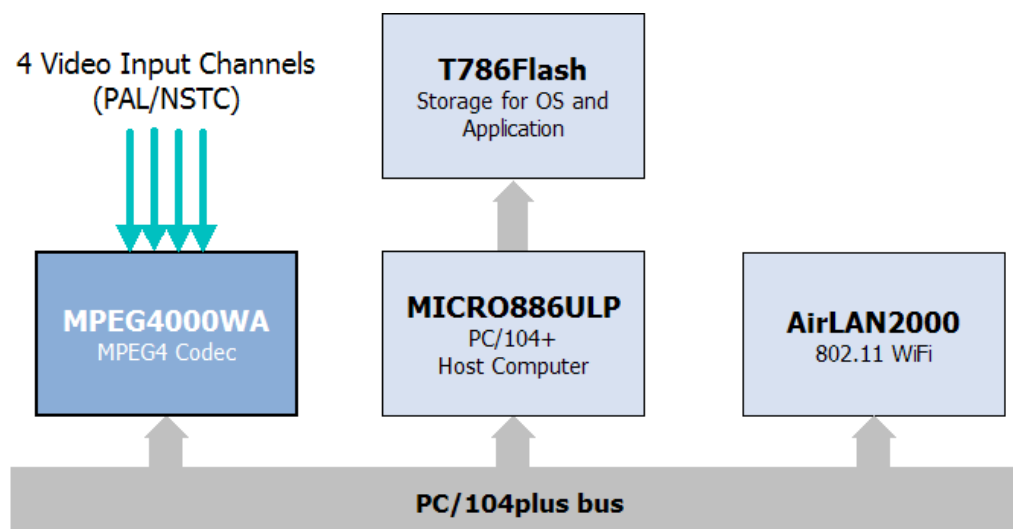 4 Video Input Channels
(PAL/NSTC)
T786Flash
Storage for OS and
Application
MPEG4000WA
MPEG4 Codec
MICRO886ULP
PC/104+
Host Computer
AirLAN2000
802.11 WiFi
PC/104plus bus